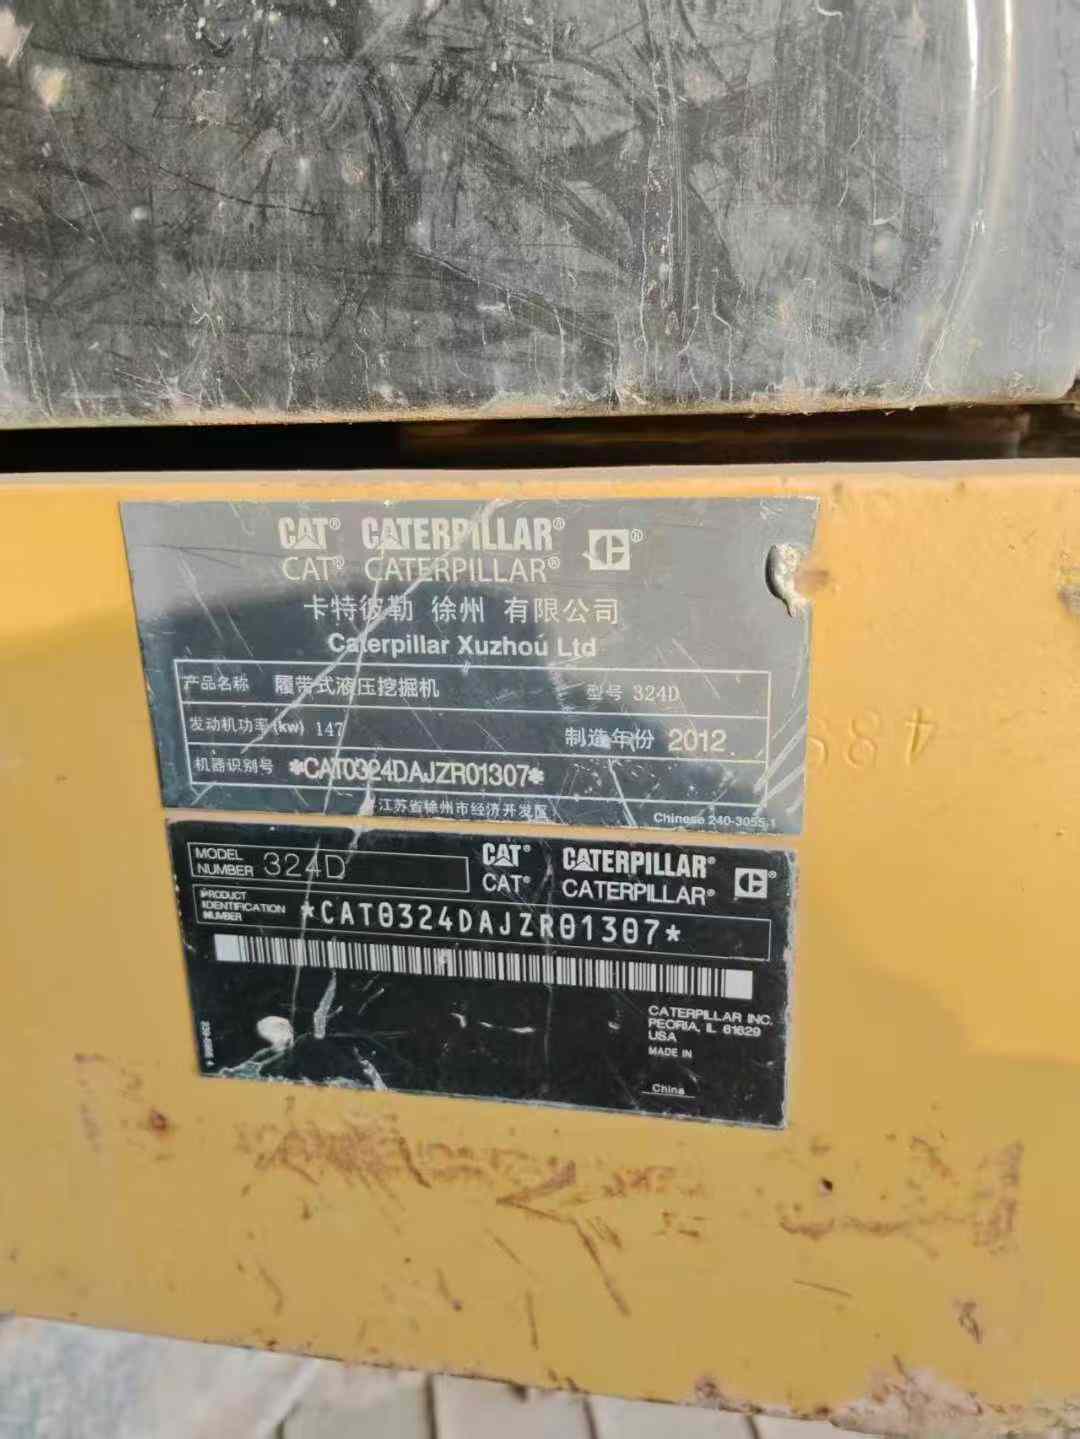 CAT® CATERPILLAR® C®
CAT® CATERPILLAR®
卡特彼勒 徐州 有限公司
Caterpillar Xuzhou Ltd
产品名称 履带式液压挖掘机 型号 324D
发动机功率(kw) 147 制造年份 2012
机器识别号 *CAT0324DAJZR01307*
江苏省徐州市经济开发区
Chinese 240-3055 1
MODEL NUMBER 324D
CAT® CATERPILLAR® C®
CAT® CATERPILLAR®
PRODUCT IDENTIFICATION NUMBER *CAT0324DAJZR01307*
CATERPILLAR INC.
PEORIA, IL 61629
USA
MADE IN
China